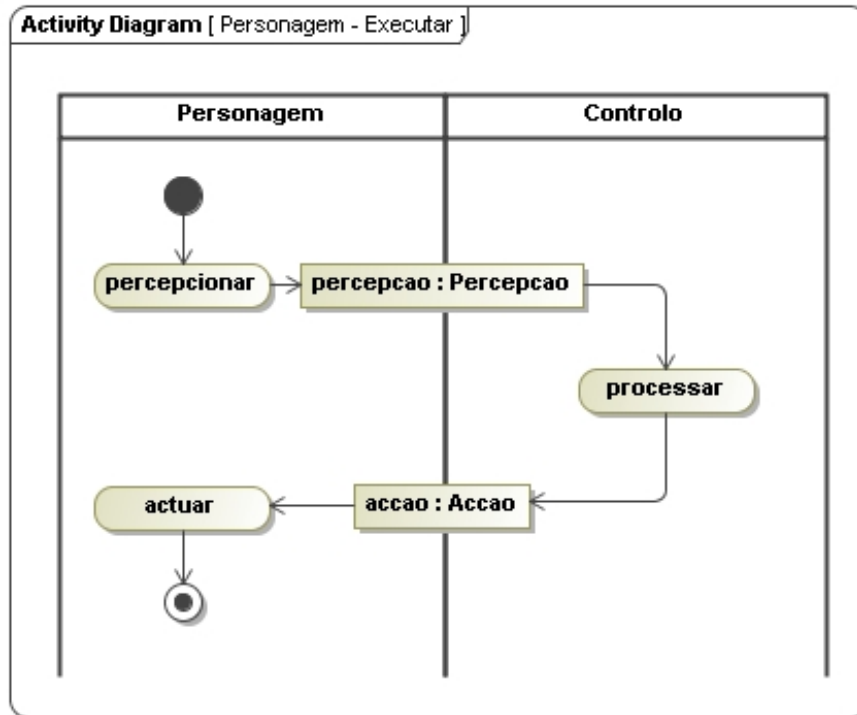 Activity Diagram [ Personagem - Executar ]
Personagem
Controlo
percepcionar
percepcao : Percepcao
processar
actuar
accao : Accao